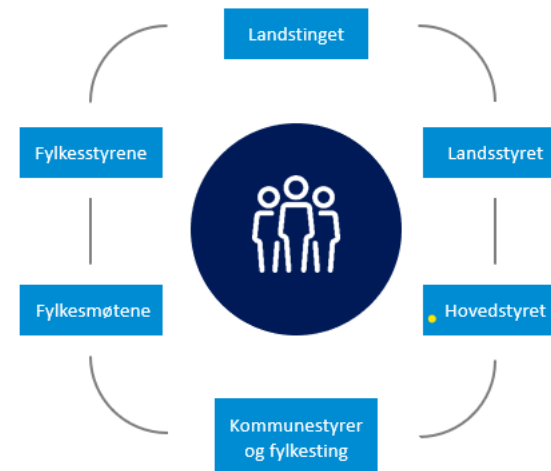 Landstinget
Fylkesstyrene
Landsstyret
Fylkesmøtene
Hovedstyret
Kommunestyrer
og fylkesting